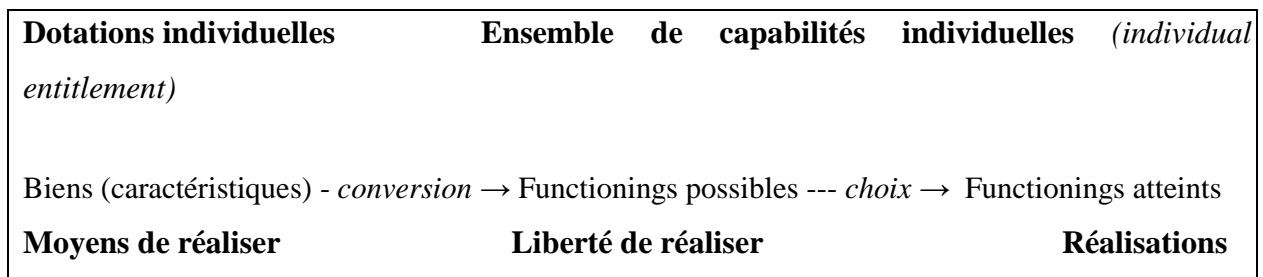 Dotations individuelles Ensemble de capabilités individuelles (individual
entitlement)
Biens (caractéristiques) - conversion → Functionings possibles --- choix → Functionings atteints
Moyens de réaliser Liberté de réaliser Réalisations